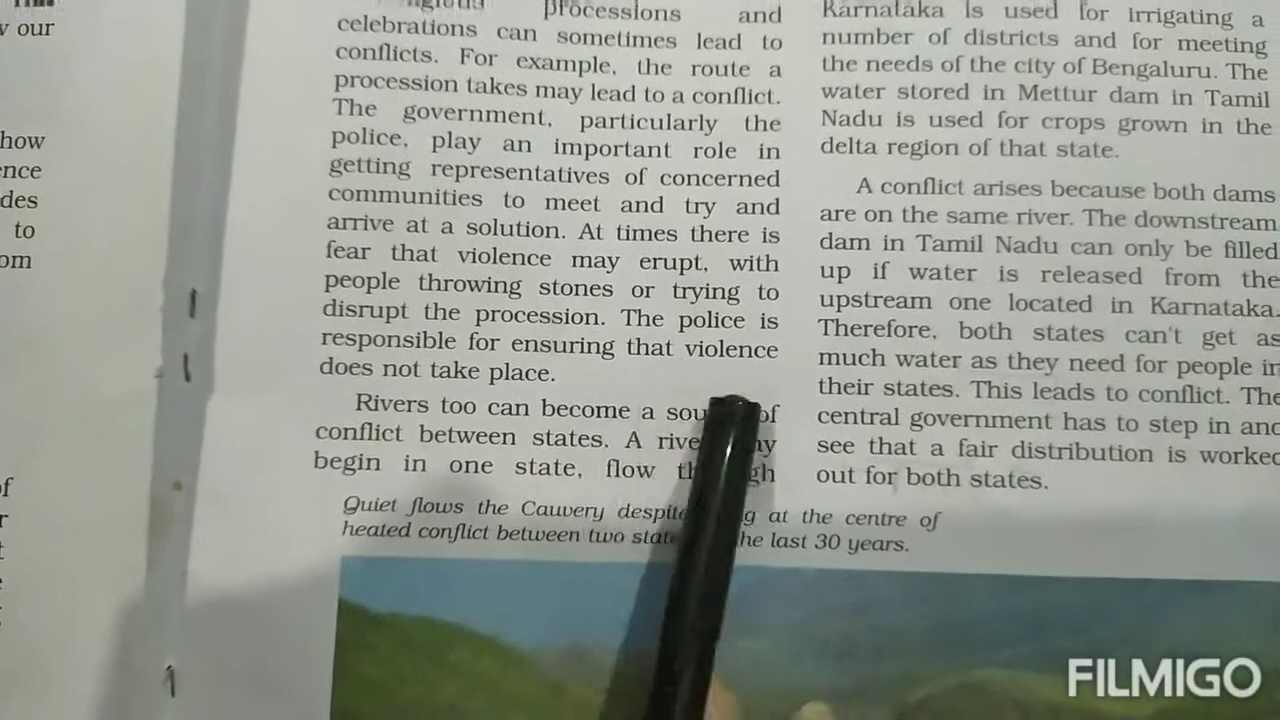 v our
how
ence
des
to
om
of
processions and
celebrations can sometimes lead to
conflicts. For example, the route a
procession takes may lead to a conflict.
The government, particularly the
police, play an important role in
getting representatives of concerned
communities to meet and try and
arrive at a solution. At times there is
fear that violence may erupt, with
people throwing stones or trying to
disrupt the procession. The police is
responsible for ensuring that violence
does not take place.
Rivers too can become a sou of
conflict between states. A rive ay
begin in one state, flow th gh
Karnataka is used for irrigating a
number of districts and for meeting
the needs of the city of Bengaluru. The
water stored in Mettur dam in Tamil
Nadu is used for crops grown in the
delta region of that state.
A conflict arises because both dams
are on the same river. The downstream
dam in Tamil Nadu can only be filled
up if water is released from the
upstream one located in Karnataka.
Therefore, both states can't get as
much water as they need for people in
their states. This leads to conflict. The
central government has to step in and
see that a fair distribution is worked
out for both states.
Quiet flows the Cauvery despite g at the centre of
heated conflict between two stat he last 30 years.
FILMIGO